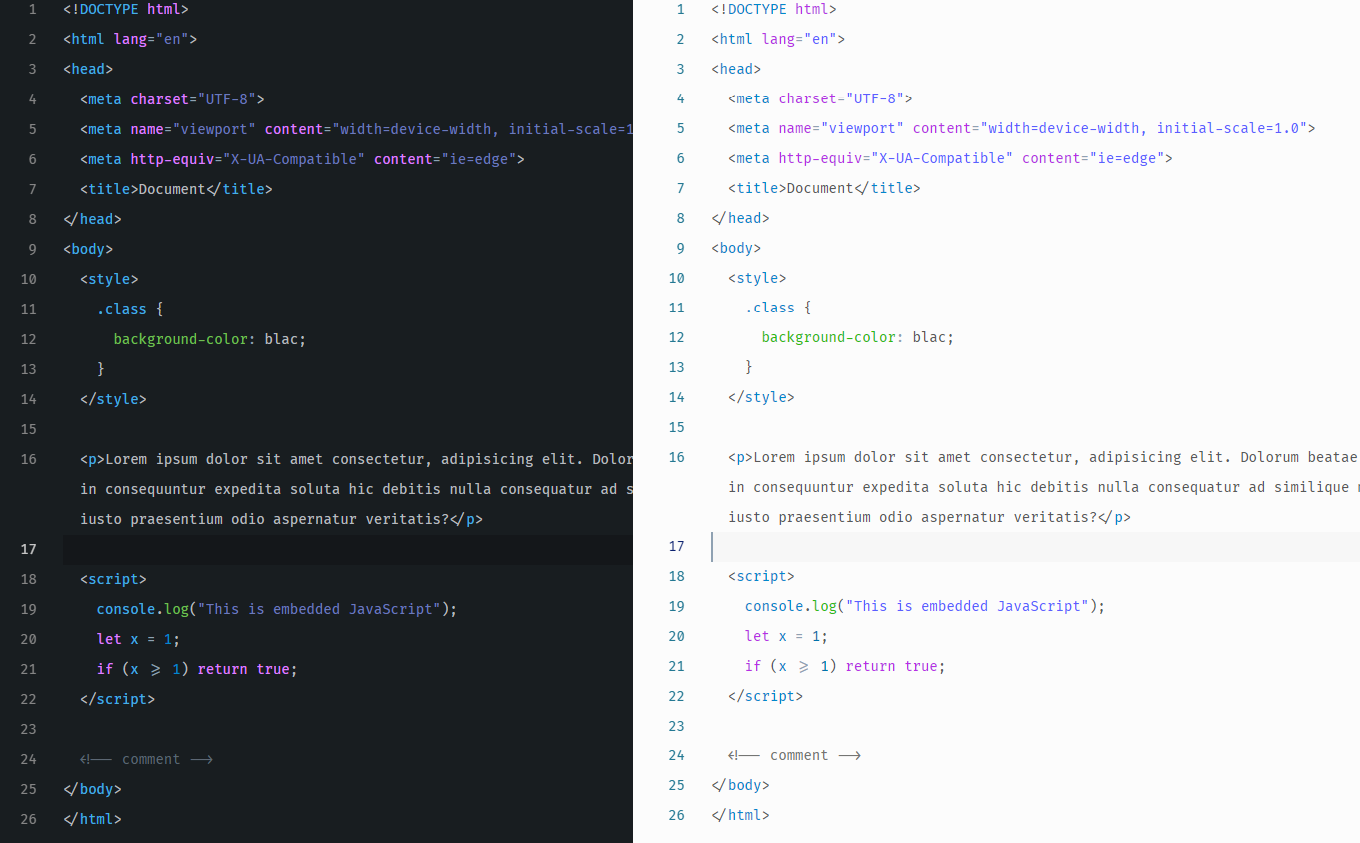 1 <!DOCTYPE html>
2 <html lang="en">
3 <head>
4 <meta charset="UTF-8">
5 <meta name="viewport" content="width=device-width, initial-scale=1
6 <meta http-equiv="X-UA-Compatible" content="ie=edge">
7 <title>Document</title>
8 </head>
9 <body>
10 <style>
11 .class {
12 background-color: blac;
13 }
14 </style>
15
16 <p>Lorem ipsum dolor sit amet consectetur, adipisicing elit. Dolor
in consequuntur expedita soluta hic debitis nulla consequatur ad s
iusto praesentium odio aspernatur veritatis?</p>
17
18 <script>
19 console.log("This is embedded JavaScript");
20 let x = 1;
21 if (x >= 1) return true;
22 </script>
23
24 <!-- comment -->
25 </body>
26 </html>
1 <!DOCTYPE html>
2 <html lang="en">
3 <head>
4 <meta charset="UTF-8">
5 <meta name="viewport" content="width=device-width, initial-scale=1.0">
6 <meta http-equiv="X-UA-Compatible" content="ie=edge">
7 <title>Document</title>
8 </head>
9 <body>
10 <style>
11 .class {
12 background-color: blac;
13 }
14 </style>
15
16 <p>Lorem ipsum dolor sit amet consectetur, adipisicing elit. Dolorum beatae
in consequuntur expedita soluta hic debitis nulla consequatur ad similique
iusto praesentium odio aspernatur veritatis?</p>
17
18 <script>
19 console.log("This is embedded JavaScript");
20 let x = 1;
21 if (x >= 1) return true;
22 </script>
23
24 <!-- comment -->
25 </body>
26 </html>